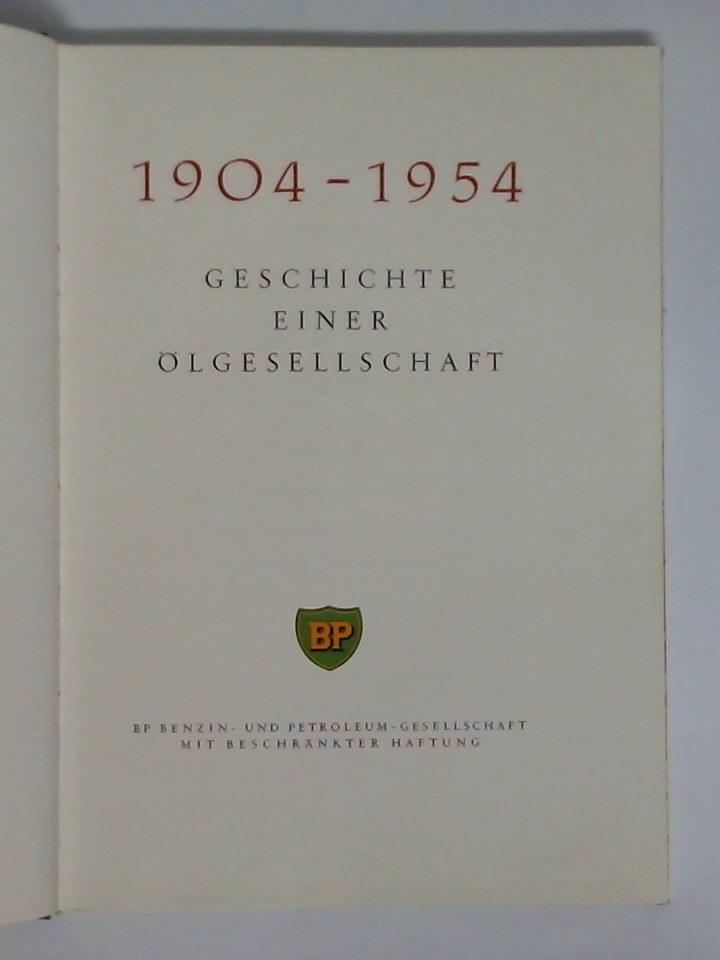 1904 - 1954
GESCHICHTE
EINER
ÖLGESELLSCHAFT
BP
BP BENZIN- UND PETROLEUM-GESELLSCHAFT
MIT BESCHRÄNKTER HAFTUNG